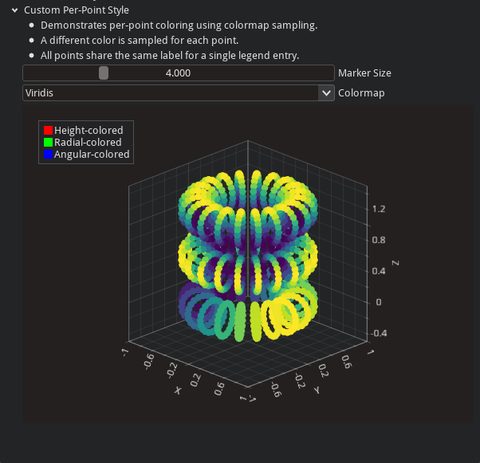 Custom Per-Point Style
Demonstrates per-point coloring using colormap sampling.
A different color is sampled for each point.
All points share the same label for a single legend entry.
4.000 Marker Size
Viridis Colormap
Height-colored
Radial-colored
Angular-colored
1.2
0.8
0.4
0
-0.4
Z
-1 -0.6 -0.2 0.2 0.6 1
X
-1 -0.6 -0.2 0.2 0.6 1
Y